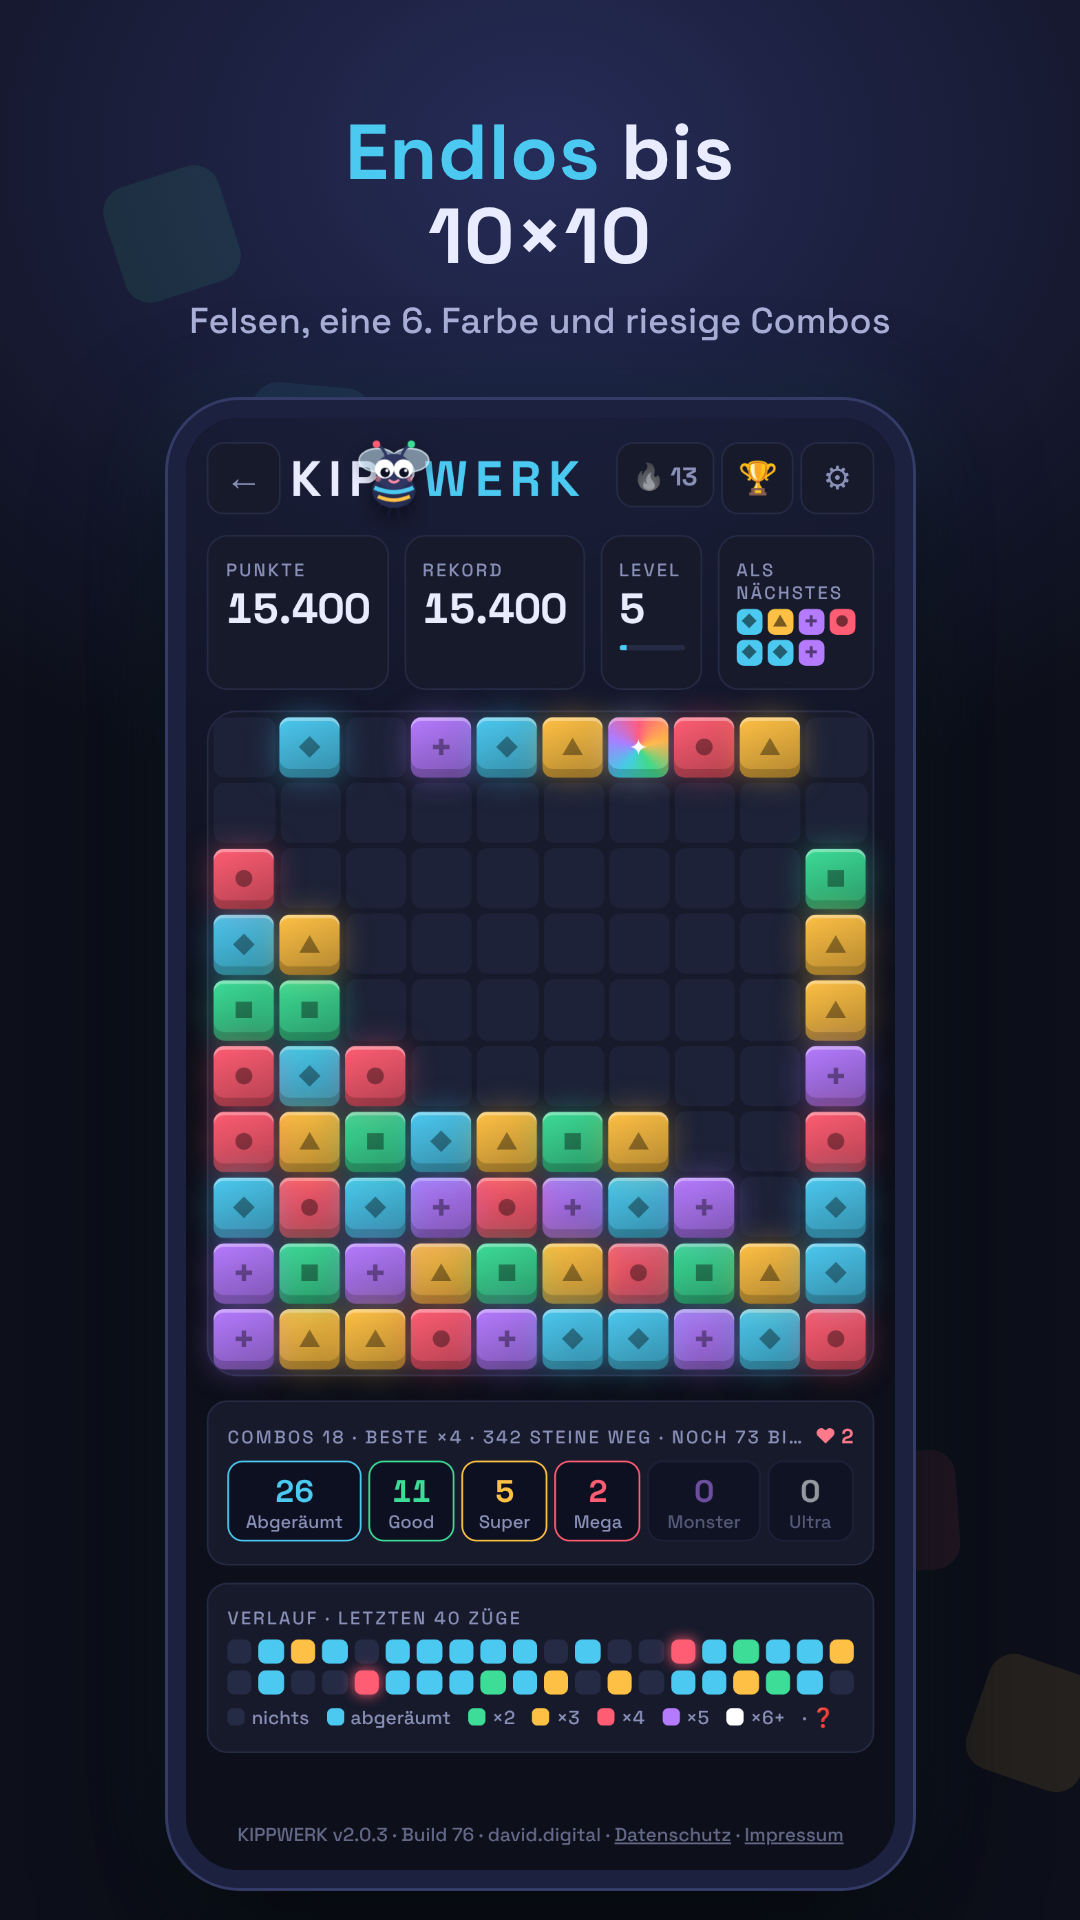 Endlos bis
10×10
Felsen, eine 6. Farbe und riesige Combos
← KIPPWERK 🔥 13 🏆 ⚙
PUNKTE
15.400
REKORD
15.400
LEVEL
5
ALS
NÄCHSTES
COMBOS 18 · BESTE ×4 · 342 STEINE WEG · NOCH 73 BI… ♥ 2
26 11 5 2 0 0
Abgeräumt Good Super Mega Monster Ultra
VERLAUF · LETZTEN 40 ZÜGE
nichts abgeräumt ×2 ×3 ×4 ×5 ×6+ · ❓
KIPPWERK v2.0.3 · Build 76 · david.digital · Datenschutz · Impressum